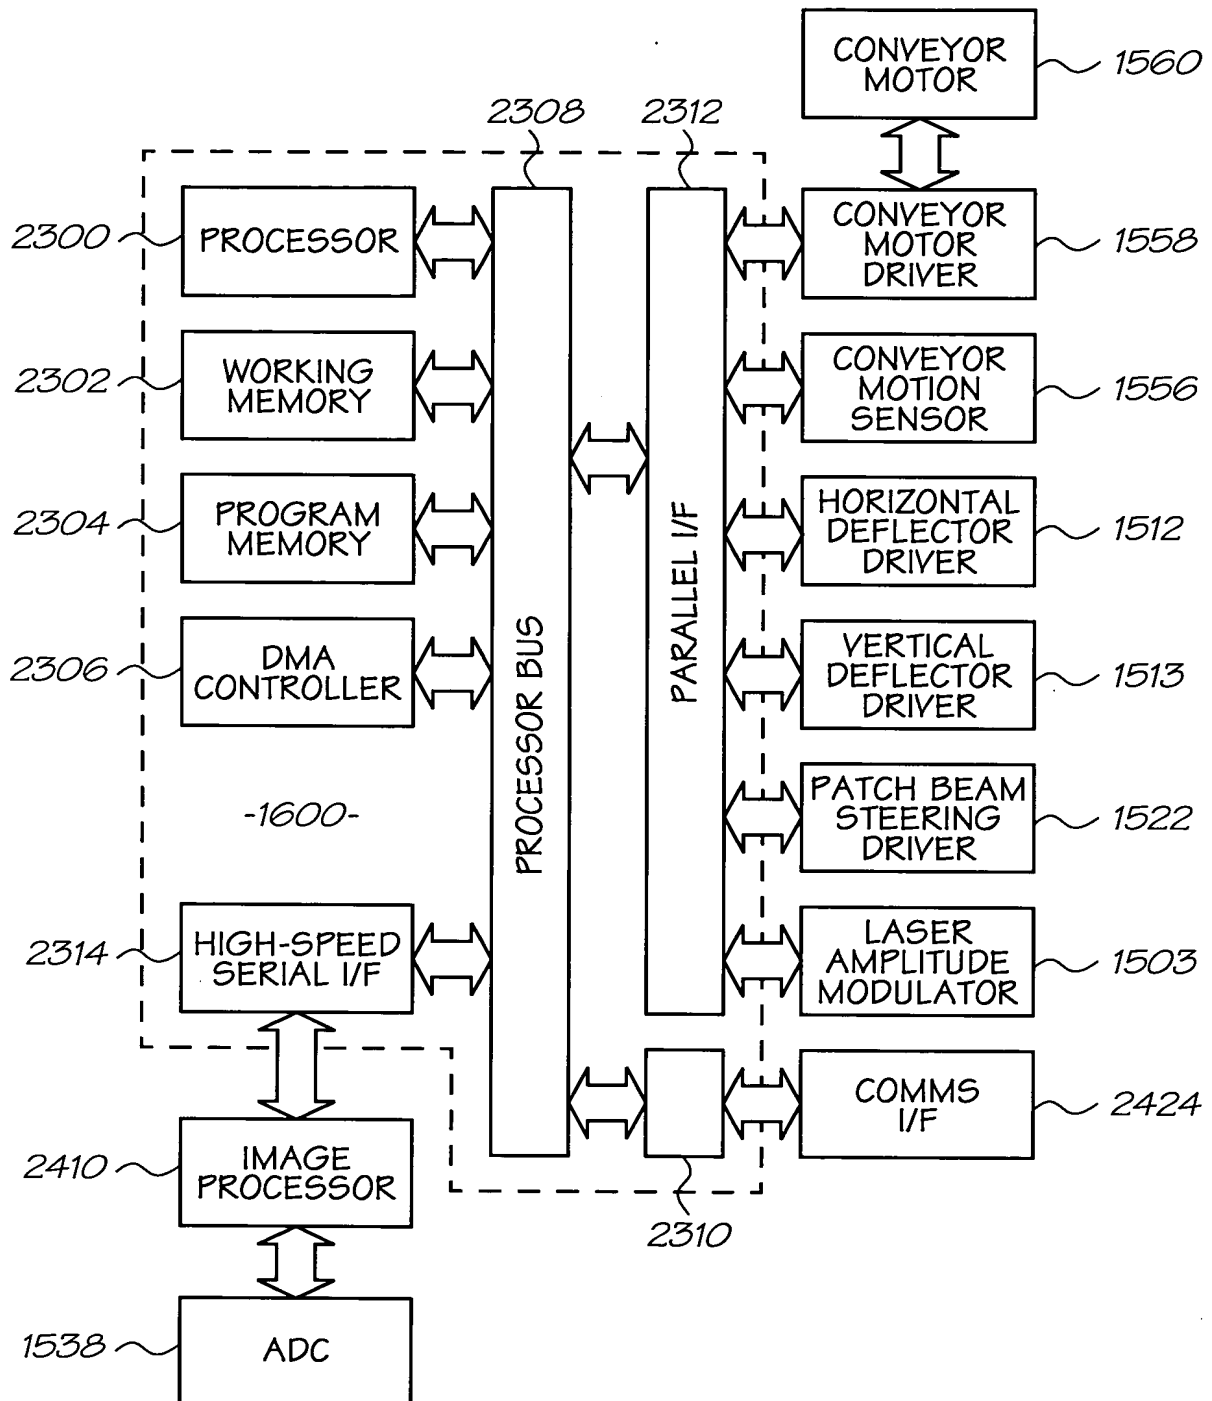 CONVEYOR
MOTOR
1560
2308
2312
2300
PROCESSOR
CONVEYOR
MOTOR
DRIVER
1558
2302
WORKING
MEMORY
CONVEYOR
MOTION
SENSOR
1556
2304
PROGRAM
MEMORY
HORIZONTAL
DEFLECTOR
DRIVER
1512
2306
DMA
CONTROLLER
PROCESSOR BUS
PARALLEL I/F
VERTICAL
DEFLECTOR
DRIVER
1513
-1600-
PATCH BEAM
STEERING
DRIVER
1522
2314
HIGH-SPEED
SERIAL I/F
LASER
AMPLITUDE
MODULATOR
1503
COMMS
I/F
2424
2410
IMAGE
PROCESSOR
2310
1538
ADC